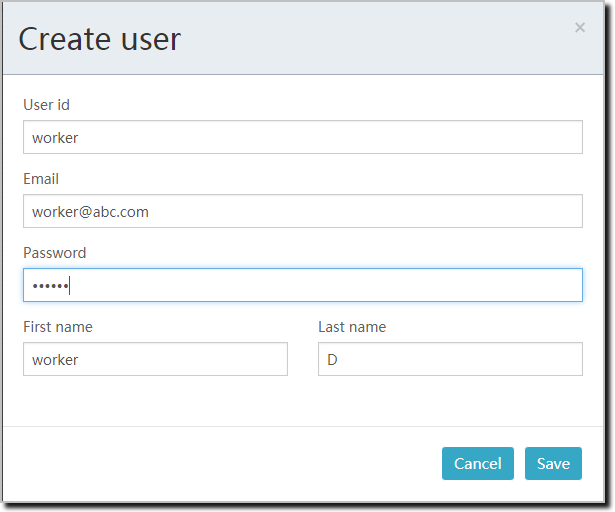 Create user
×
User id
worker
Email
worker@abc.com
Password
••••••
First name Last name
worker D
Cancel Save